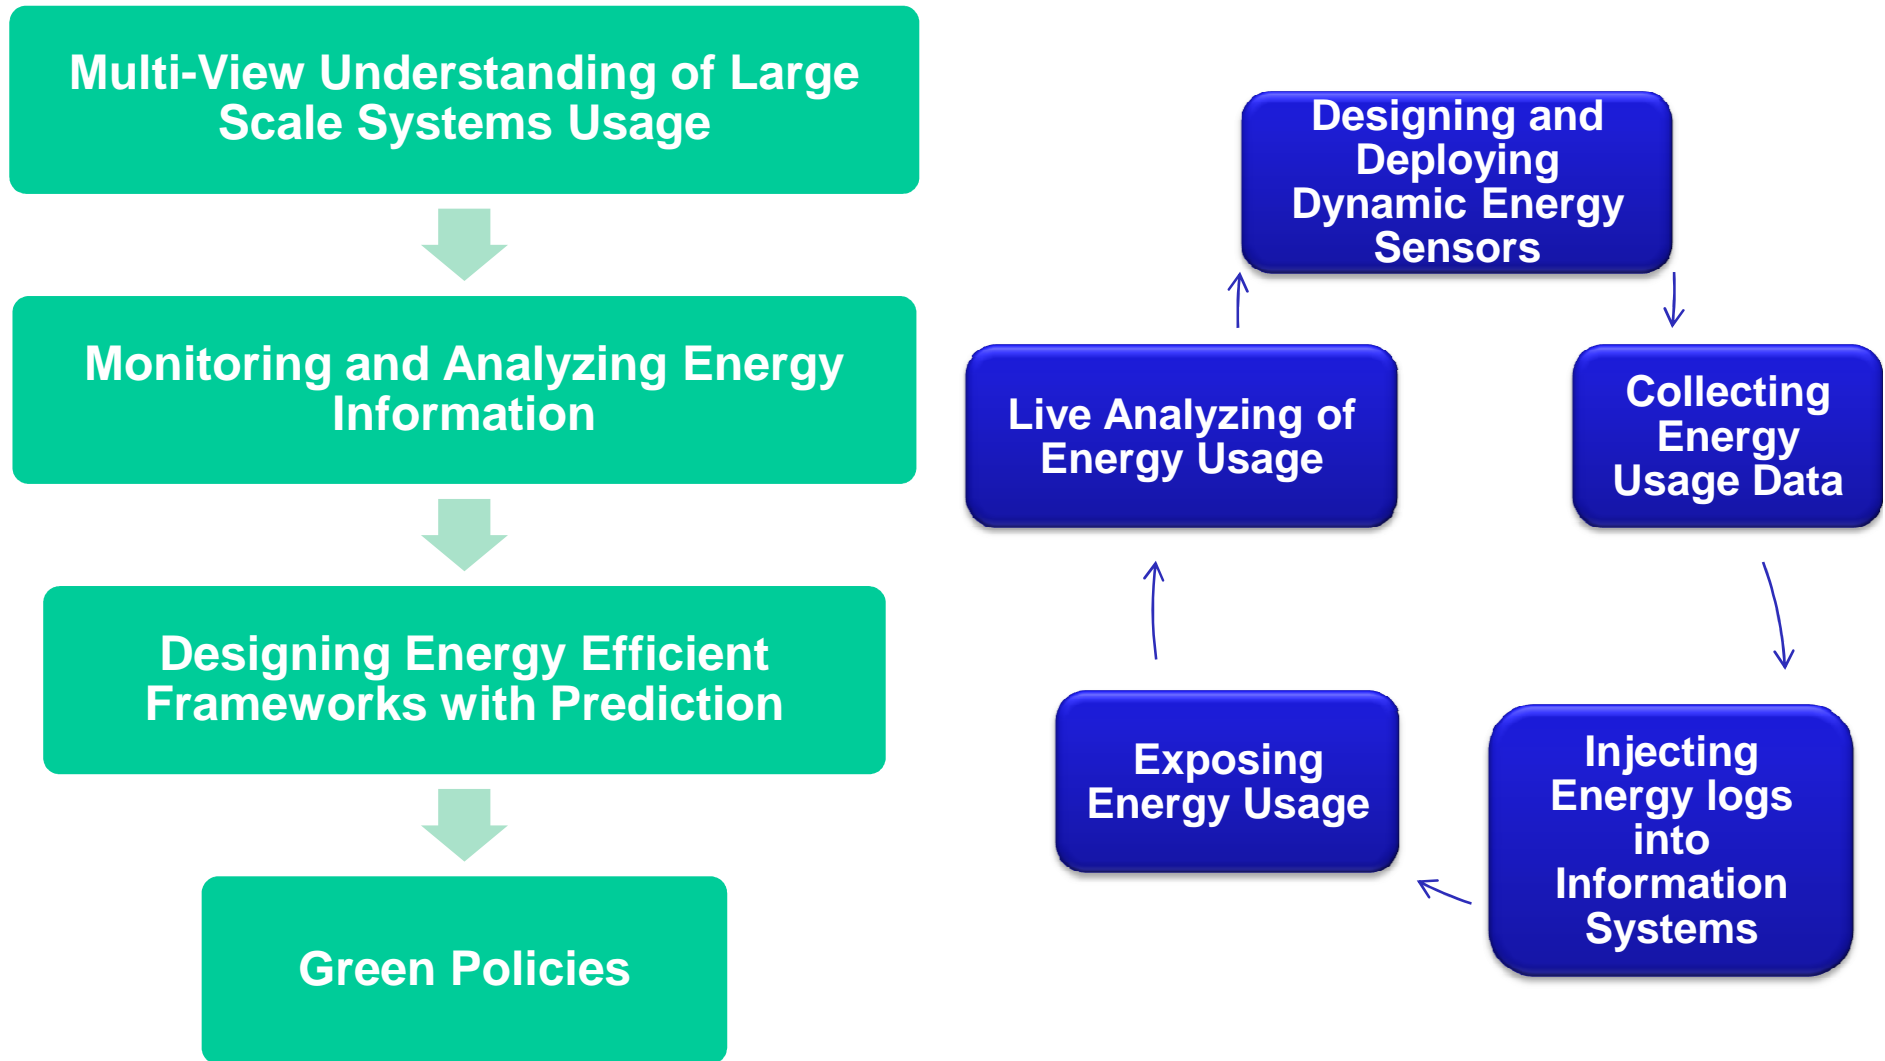 Multi-View Understanding of Large
Scale Systems Usage
Monitoring and Analyzing Energy
Information
Designing Energy Efficient
Frameworks with Prediction
Green Policies
Designing and
Deploying
Dynamic Energy
Sensors
Collecting
Energy
Usage Data
Injecting
Energy logs
into
Information
Systems
Exposing
Energy Usage
Live Analyzing of
Energy Usage